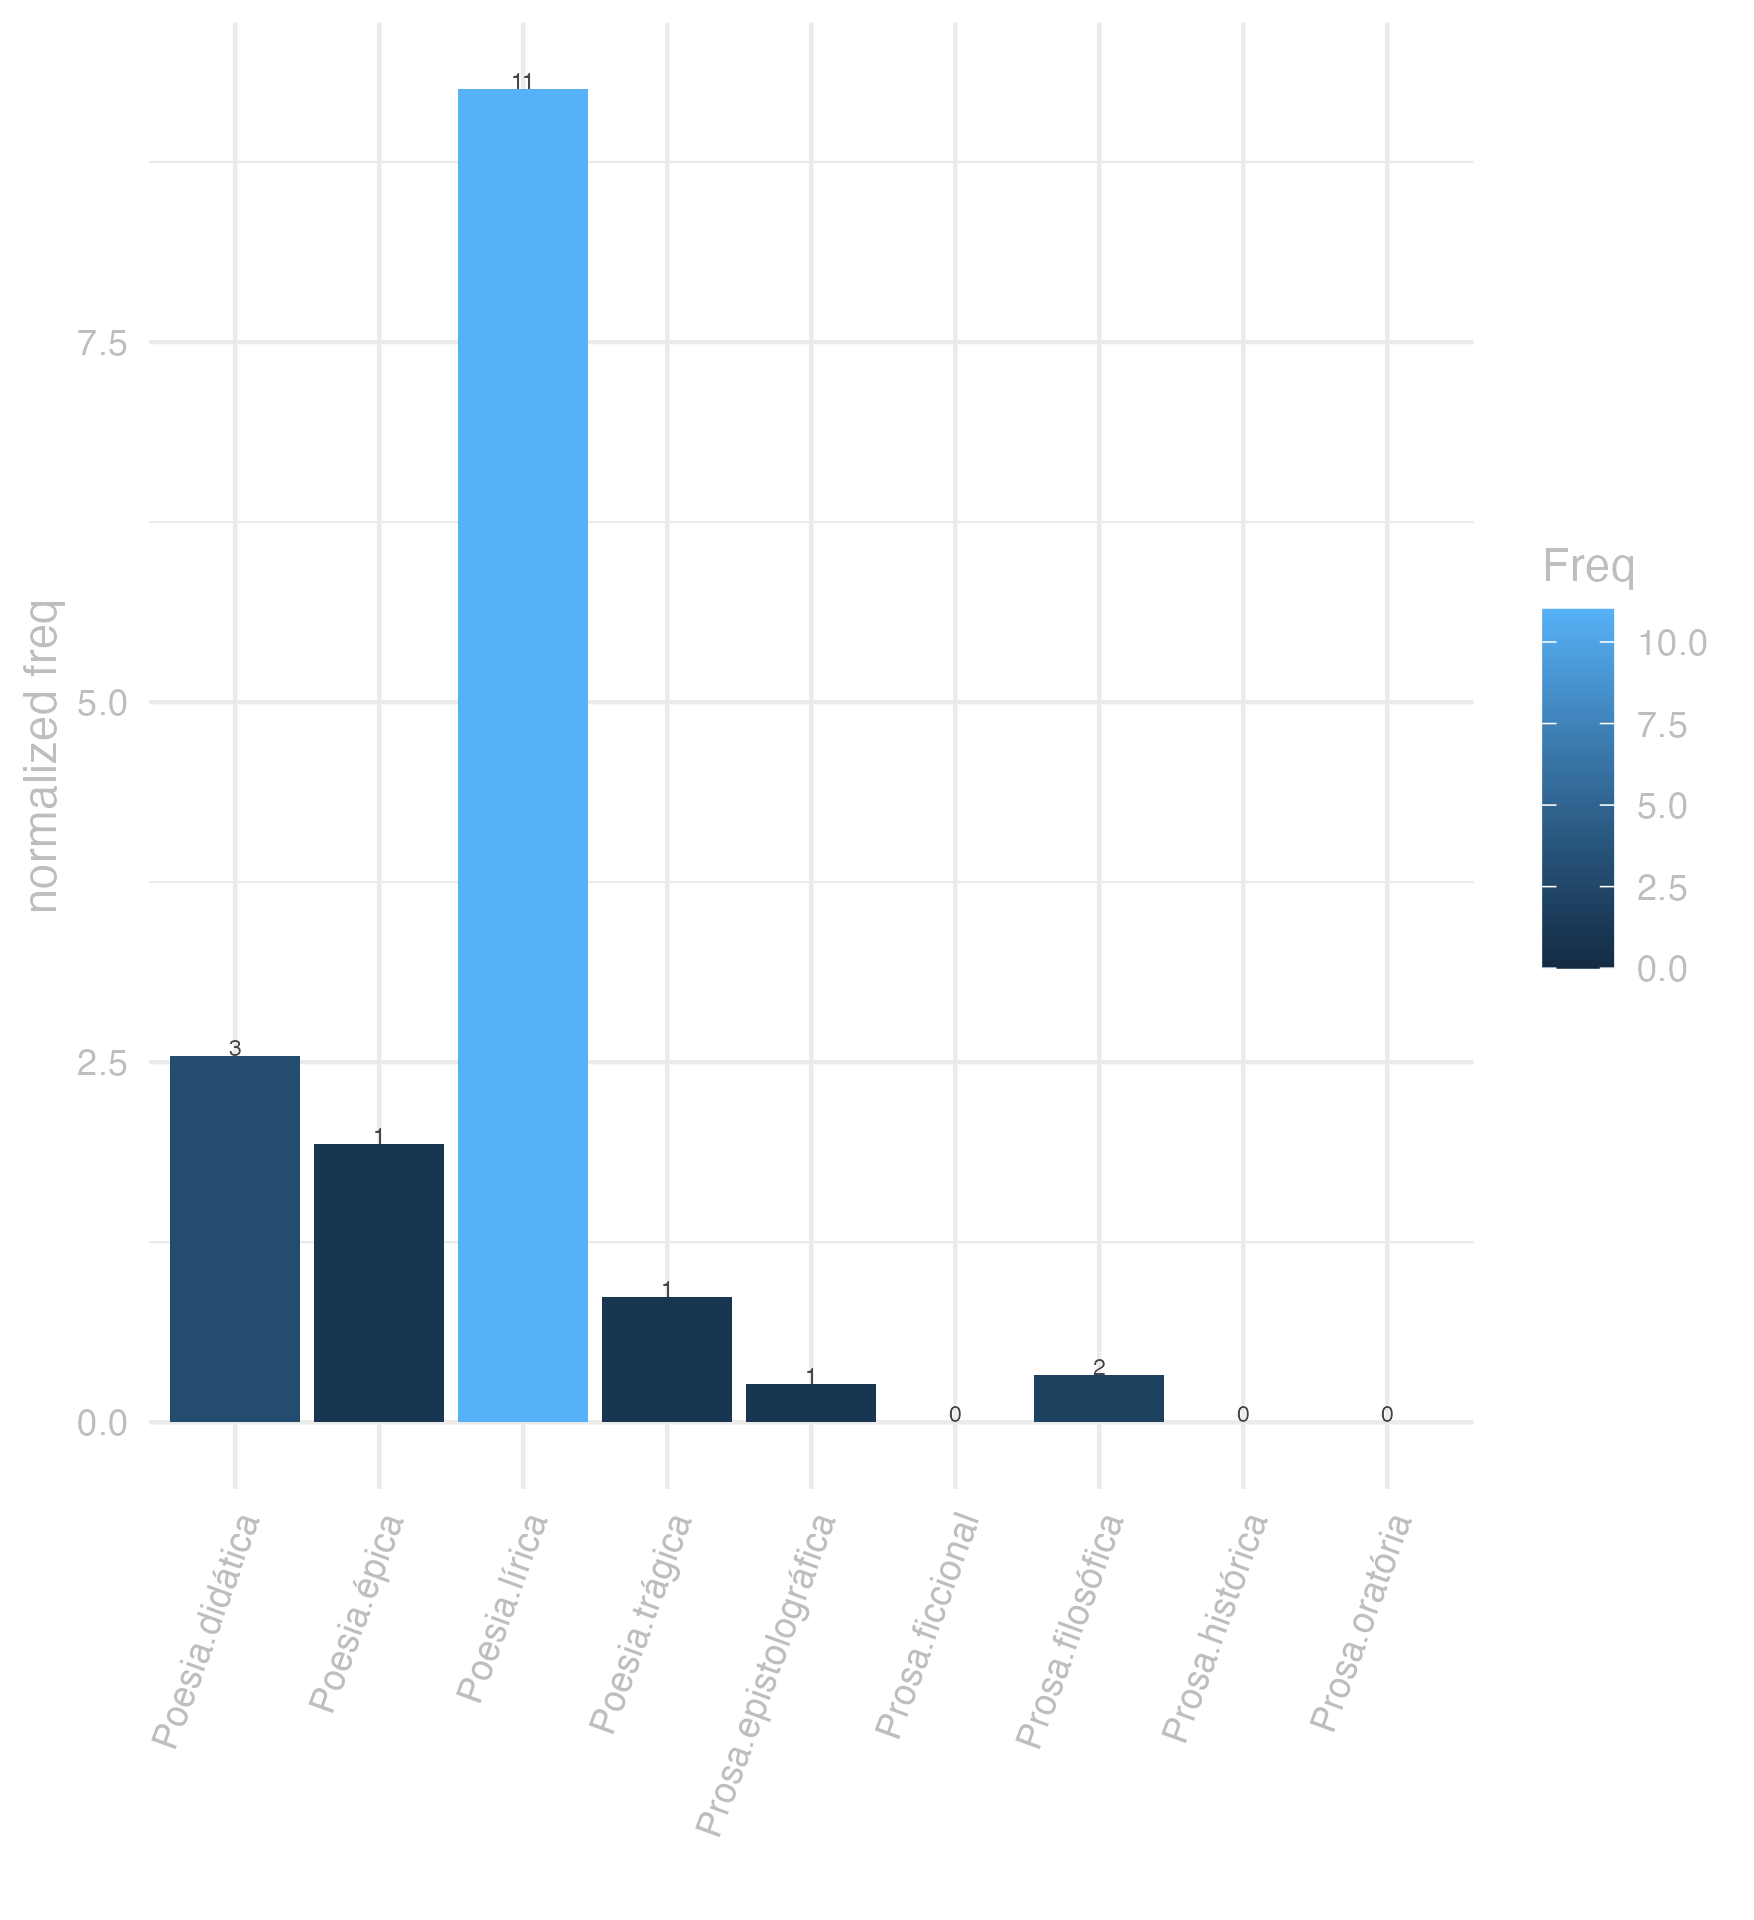 normalized freq
7.5
5.0
2.5
0.0
3
1
11
1
1
0
2
0
0
Poesia.didática
Poesia.épica
Poesia.lírica
Poesia.trágica
Prosa.epistolográfica
Prosa.ficcional
Prosa.filosófica
Prosa.histórica
Prosa.oratória
Freq
10.0
7.5
5.0
2.5
0.0